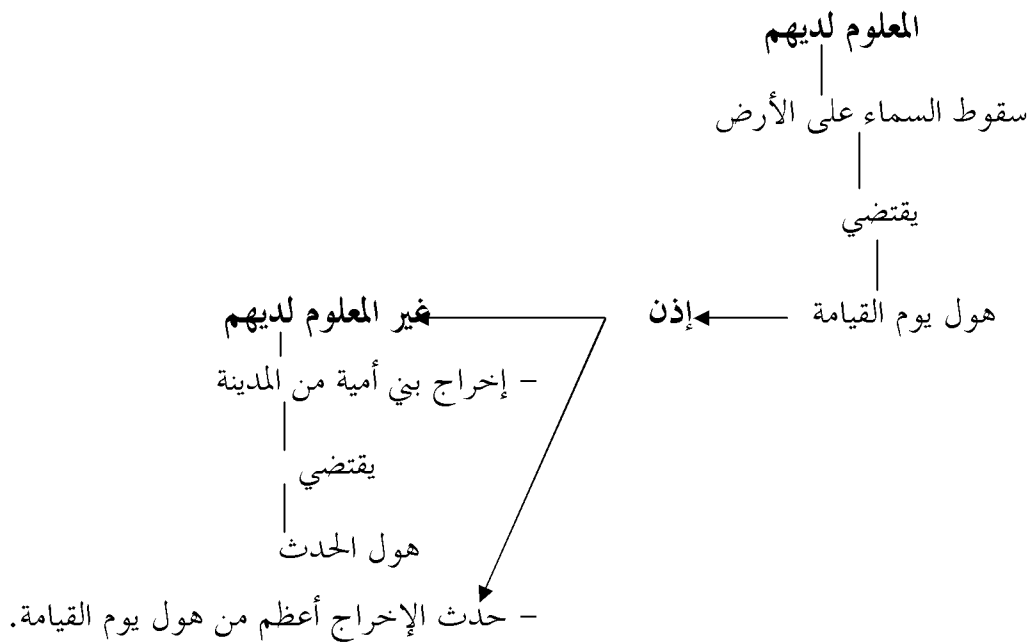 المعلوم لديهم
سقوط السماء على الأرض
يقتضي
هول يوم القيامة
إذن
غير المعلوم لديهم
– إخراج بني أمية من المدينة
يقتضي
هول الحدث
– حدث الإخراج أعظم من هول يوم القيامة.